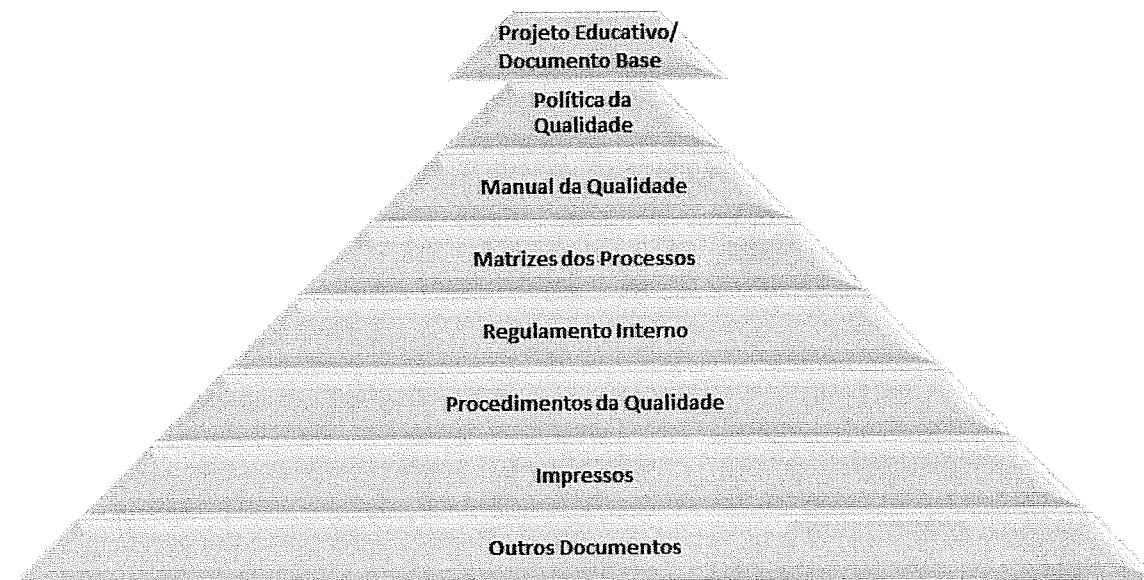 Projeto Educativo/
Documento Base
Política da
Qualidade
Manual da Qualidade
Matrizes dos Processos
Regulamento Interno
Procedimentos da Qualidade
Impressos
Outros Documentos